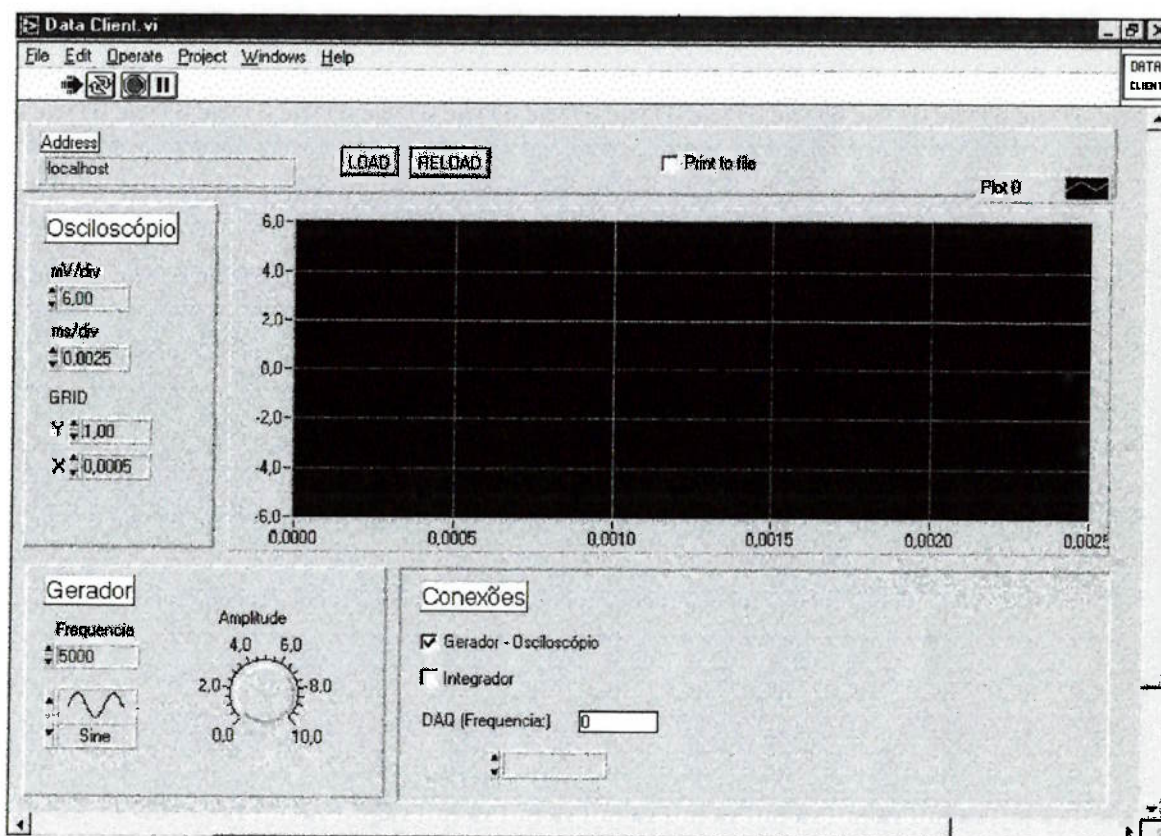 Data Client.vi
File Edit Operate Project Windows Help
DATA
CLIENT
Address
localhost
LOAD RELOAD
Print to file
Plot 0
Osciloscópio
mV/div
6,00
ms/div
0,0025
GRID
Y 1,00
X 0,0005
6,0
4,0
2,0
0,0
-2,0
-4,0
-6,0
0,0000 0,0005 0,0010 0,0015 0,0020 0,0025
Gerador
Frequencia
5000
Sine
Amplitude
4,0 6,0
2,0 8,0
0,0 10,0
Conexões
Gerador - Osciloscópio
Integrador
DAQ (Frequencia:) 0